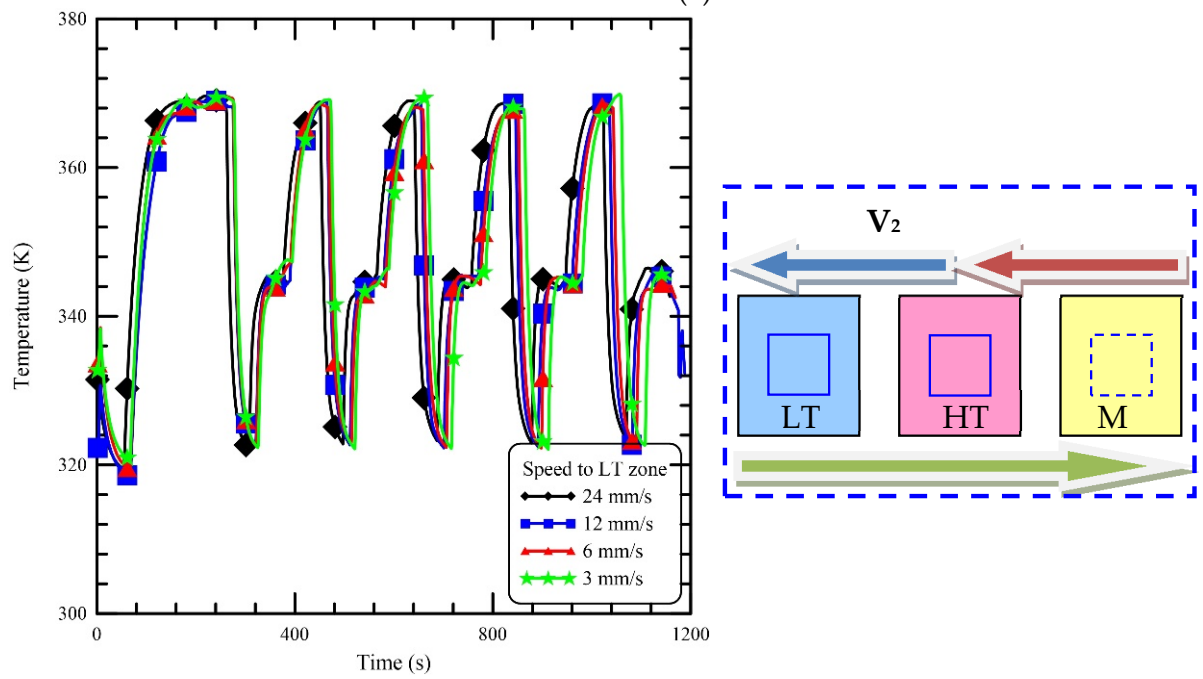 ( )
380
360
340
320
300
Temperature (K)
0
400
800
1200
Time (s)
Speed to LT zone
24 mm/s
12 mm/s
6 mm/s
3 mm/s
V2
LT
HT
M